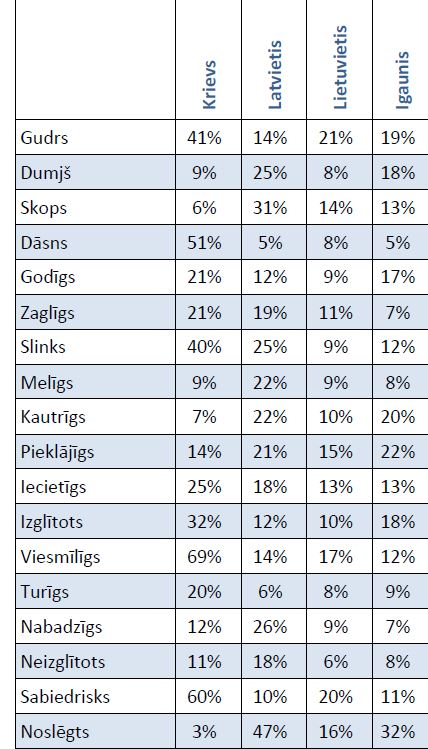 Krievs Latvietis Lietuvietis Igaunis
Gudrs 41% 14% 21% 19%
Dumjš 9% 25% 8% 18%
Skops 6% 31% 14% 13%
Dāsns 51% 5% 8% 5%
Godīgs 21% 12% 9% 17%
Zaglīgs 21% 19% 11% 7%
Slinks 40% 25% 9% 12%
Melīgs 9% 22% 9% 8%
Kautrīgs 7% 22% 10% 20%
Pieklājīgs 14% 21% 15% 22%
Iecietīgs 25% 18% 13% 13%
Izglītots 32% 12% 10% 18%
Viesmīlīgs 69% 14% 17% 12%
Turīgs 20% 6% 8% 9%
Nabadzīgs 12% 26% 9% 7%
Neizglītots 11% 18% 6% 8%
Sabiedrisks 60% 10% 20% 11%
Noslēgts 3% 47% 16% 32%